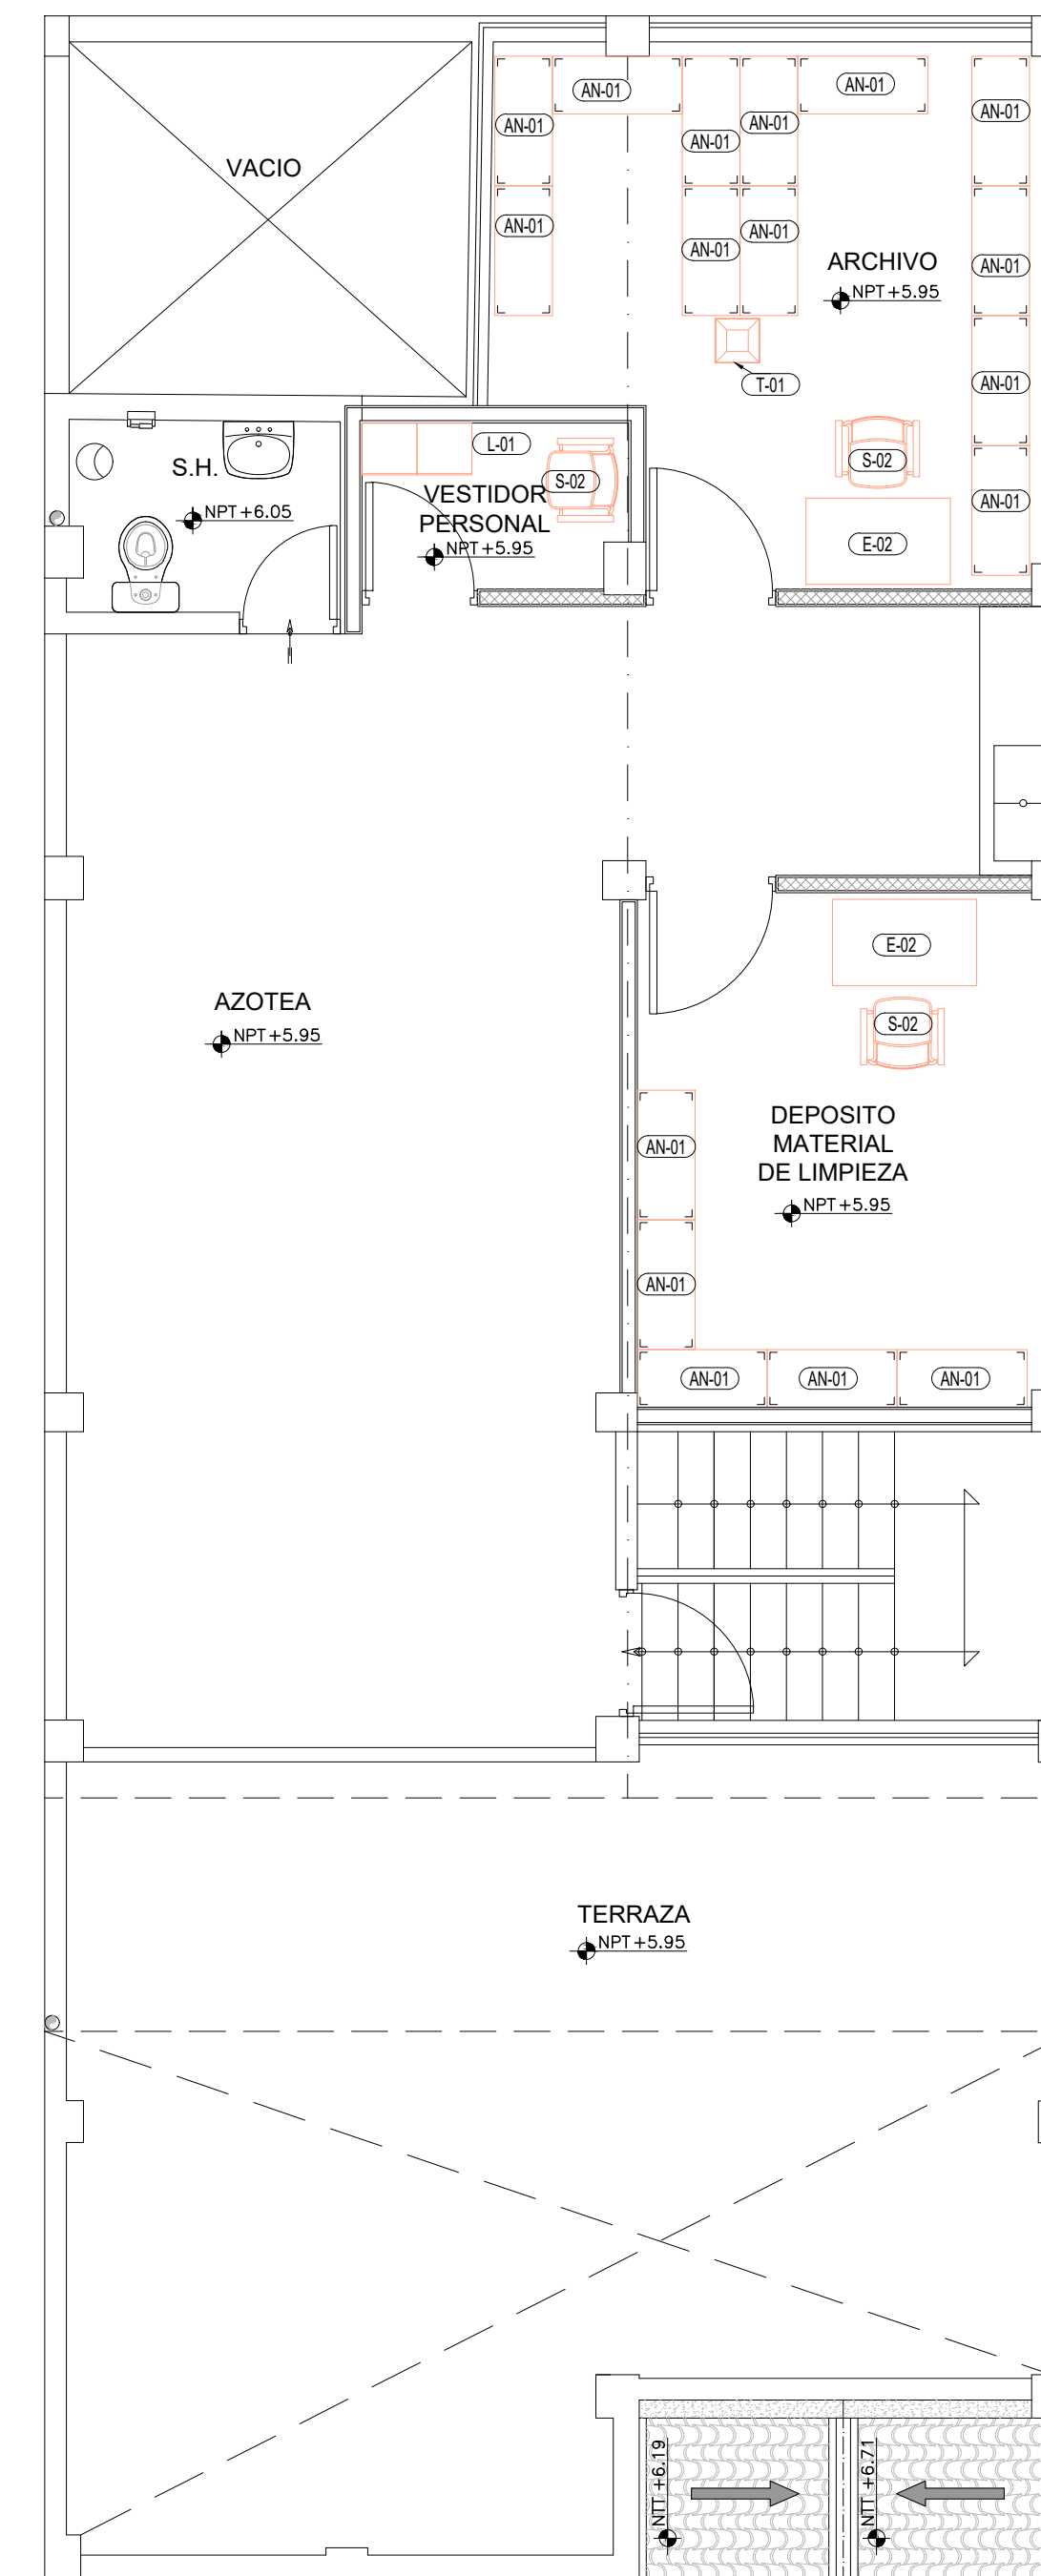 AN-01
AN-01
AN-01
VACIO
AN-01
AN-01
AN-01
AN-01
AN-01
AN-01
AN-01
ARCHIVO
AN-01
NPT+5.95
T-01
AN-01
L-01
S-02
S.H.
S-02
VESTIDOR
PERSONAL
NPT+5.95
AN-01
NPT+6.05
E-02
E-02
AZOTEA
NPT+5.95
S-02
DEPOSITO
MATERIAL
DE LIMPIEZA
NPT+5.95
AN-01
AN-01
AN-01
AN-01
AN-01
TERRAZA
NPT+5.95
NTT +6.19
NTT +6.71